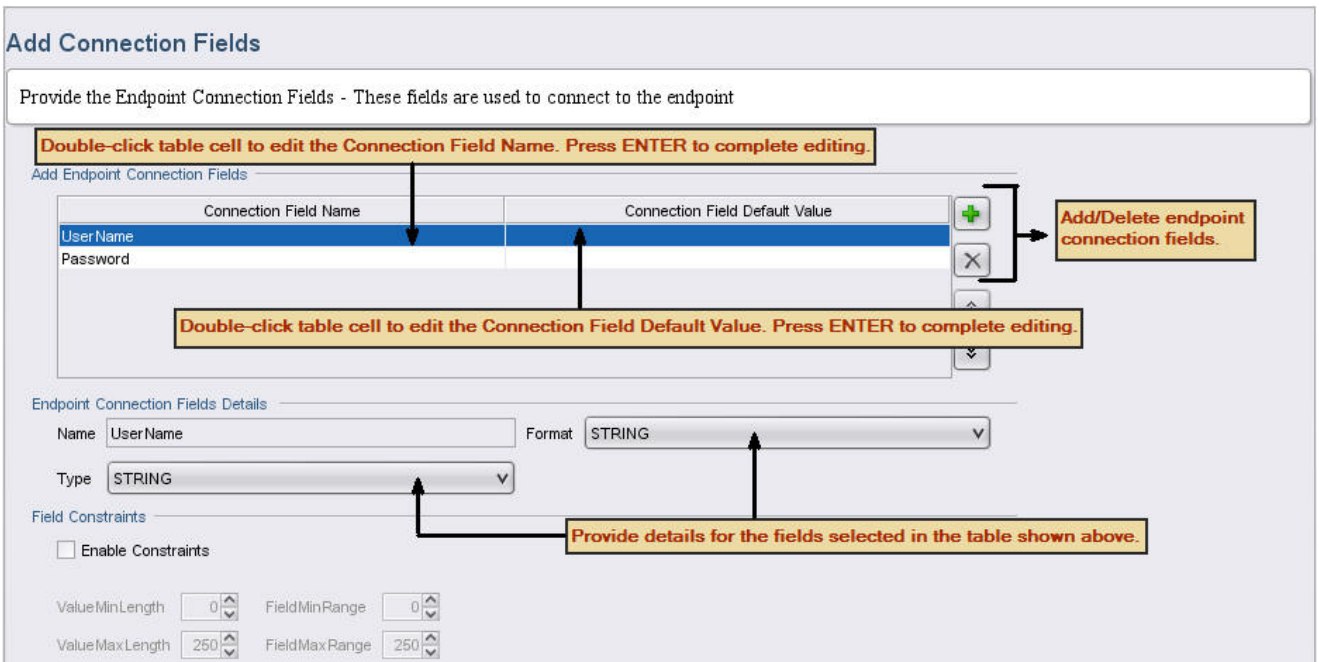 Add Connection Fields
Provide the Endpoint Connection Fields - These fields are used to connect to the endpoint
Double-click table cell to edit the Connection Field Name. Press ENTER to complete editing.
Add Endpoint Connection Fields
Connection Field Name Connection Field Default Value
UserName
Password
Add/Delete endpoint
connection fields.
Double-click table cell to edit the Connection Field Default Value. Press ENTER to complete editing.
Endpoint Connection Fields Details
Name UserName Format STRING
Type STRING
Field Constraints
Provide details for the fields selected in the table shown above.
Enable Constraints
ValueMinLength 0 FieldMinRange 0
ValueMaxLength 250 FieldMaxRange 250